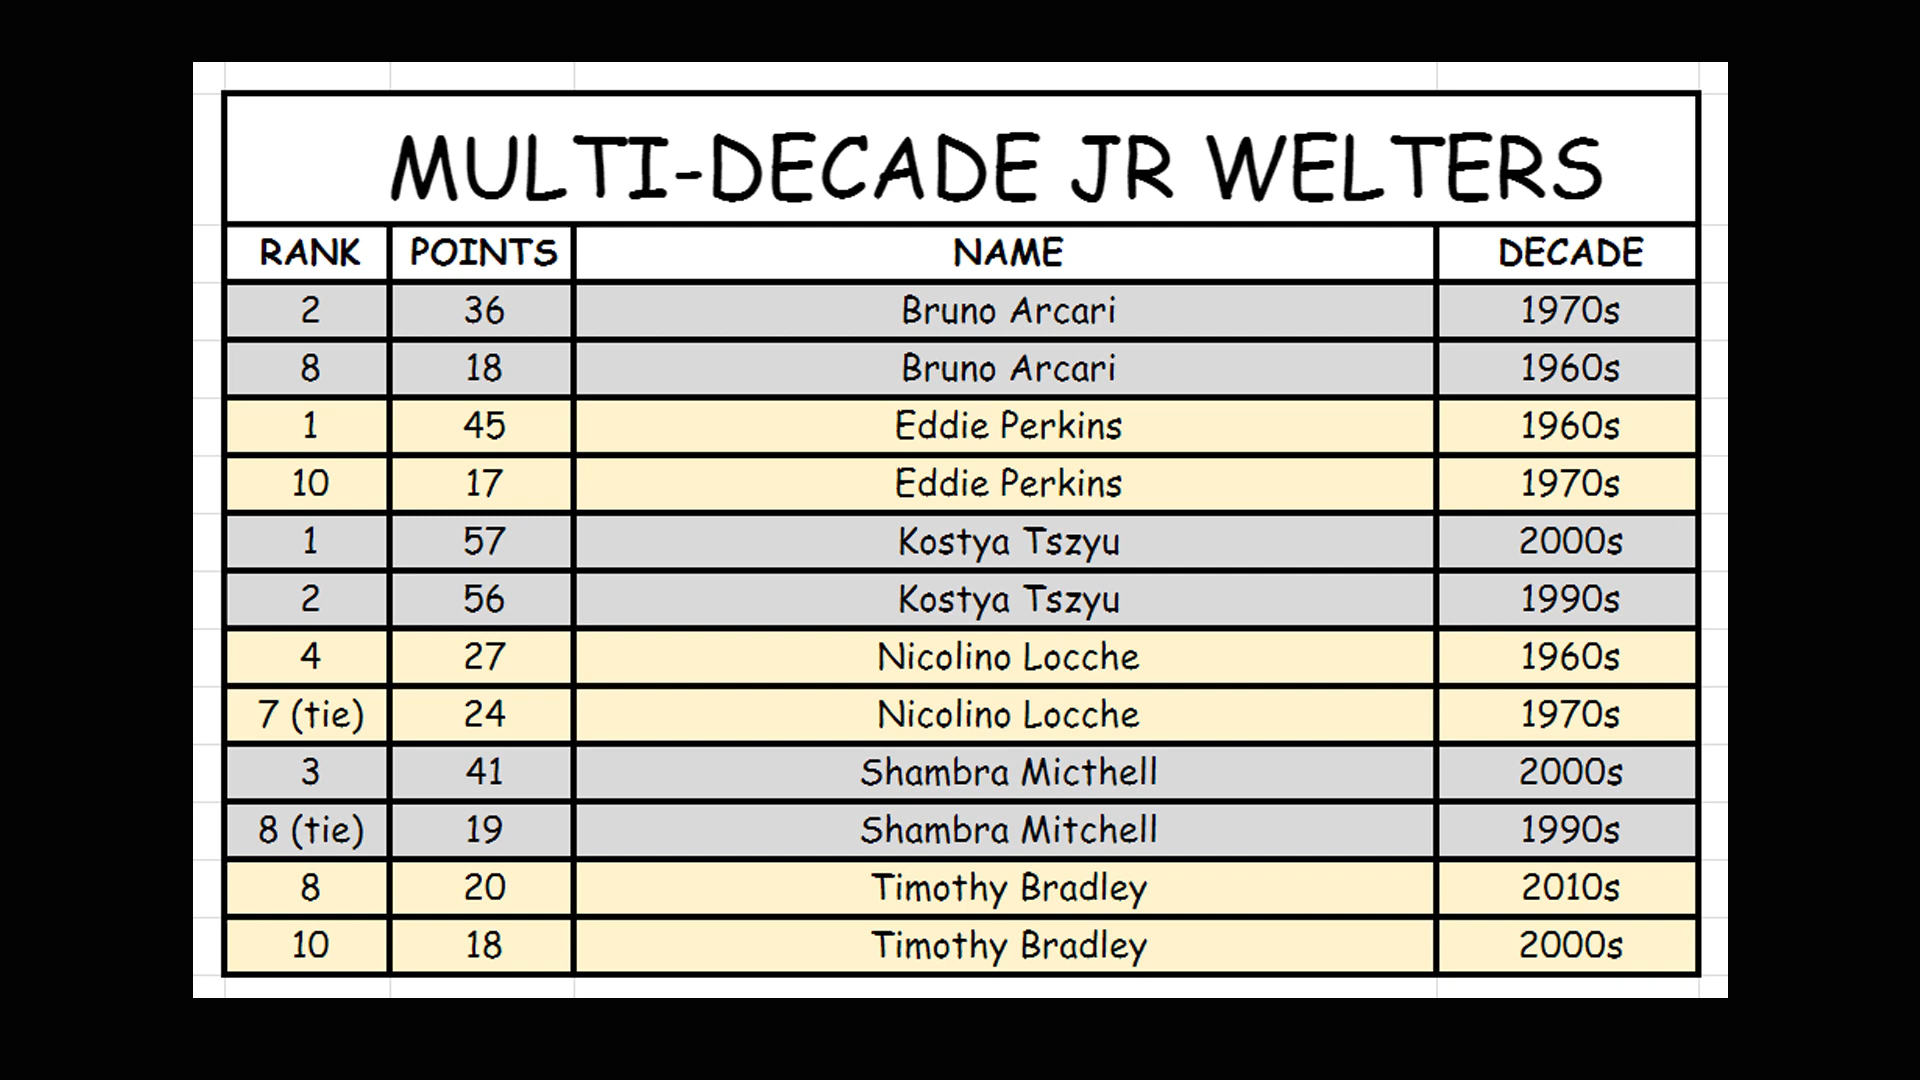 MULTI-DECADE JR WELTERS
RANK POINTS NAME DECADE
2 36 Bruno Arcari 1970s
8 18 Bruno Arcari 1960s
1 45 Eddie Perkins 1960s
10 17 Eddie Perkins 1970s
1 57 Kostya Tszyu 2000s
2 56 Kostya Tszyu 1990s
4 27 Nicolino Locche 1960s
7 (tie) 24 Nicolino Locche 1970s
3 41 Shambra Micthell 2000s
8 (tie) 19 Shambra Mitchell 1990s
8 20 Timothy Bradley 2010s
10 18 Timothy Bradley 2000s